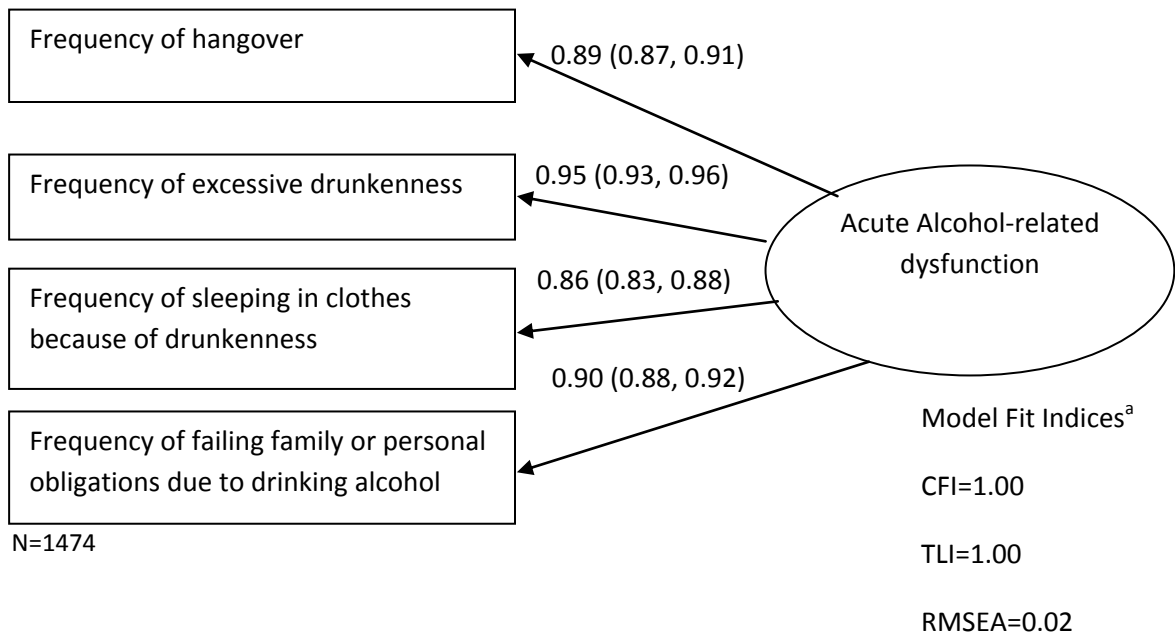 Frequency of hangover
0.89 (0.87, 0.91)
Frequency of excessive drunkenness
0.95 (0.93, 0.96)
Frequency of sleeping in clothes
because of drunkenness
0.86 (0.83, 0.88)
Frequency of failing family or personal
obligations due to drinking alcohol
0.90 (0.88, 0.92)
N=1474
Acute Alcohol-related
dysfunction
Model Fit Indicesᵃ
CFI=1.00
TLI=1.00
RMSEA=0.02